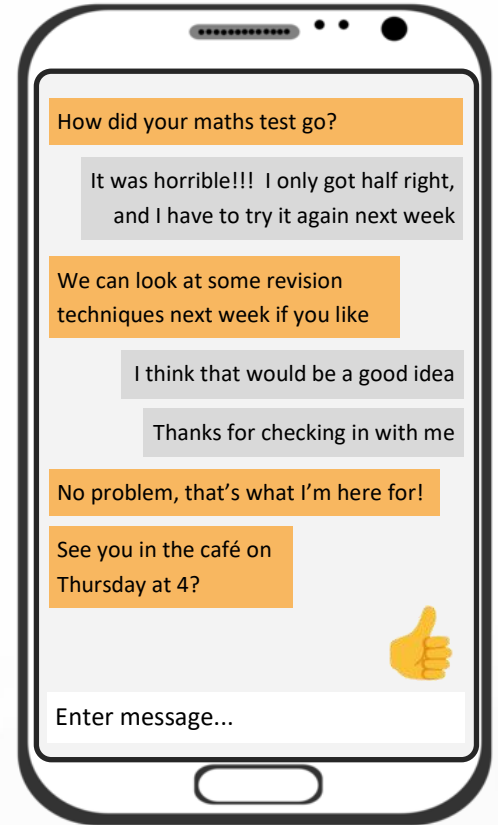 How did your maths test go?
It was horrible!!!  I only got half right,
and I have to try it again next week
We can look at some revision
techniques next week if you like
I think that would be a good idea
Thanks for checking in with me
No problem, that’s what I’m here for!
See you in the café on
Thursday at 4?
Enter message...